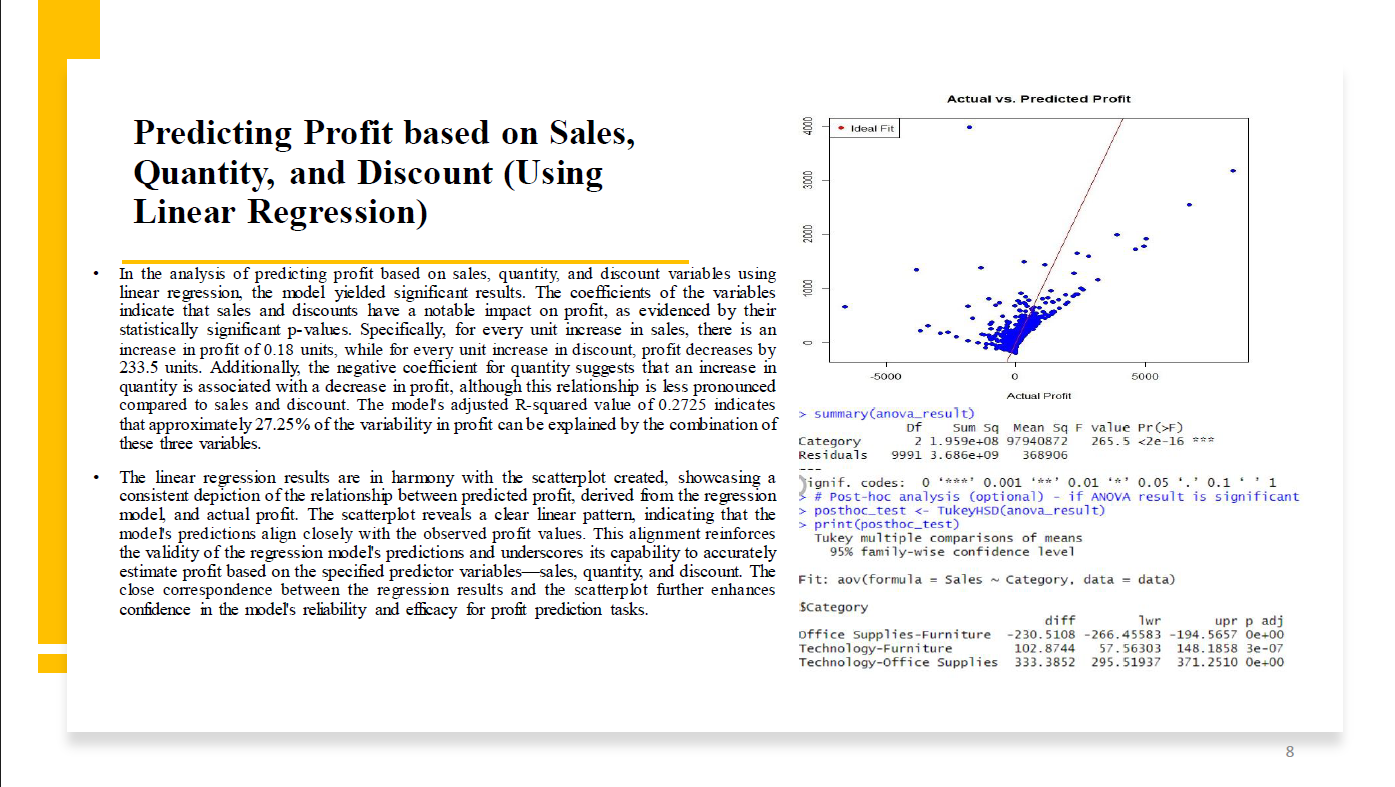 Predicting Profit based on Sales,
Quantity, and Discount (Using
Linear Regression)
• In the analysis of predicting profit based on sales, quantity, and discount variables using
linear regression, the model yielded significant results. The coefficients of the variables
indicate that sales and discounts have a notable impact on profit, as evidenced by their
statistically significant p-values. Specifically, for every unit increase in sales, there is an
increase in profit of 0.18 units, while for every unit increase in discount, profit decreases by
233.5 units. Additionally, the negative coefficient for quantity suggests that an increase in
quantity is associated with a decrease in profit, although this relationship is less pronounced
compared to sales and discount. The model's adjusted R-squared value of 0.2725 indicates
that approximately 27.25% of the variability in profit can be explained by the combination of
these three variables.
• The linear regression results are in harmony with the scatterplot created, showcasing a
consistent depiction of the relationship between predicted profit, derived from the regression
model, and actual profit. The scatterplot reveals a clear linear pattern, indicating that the
model's predictions align closely with the observed profit values. This alignment reinforces
the validity of the regression model's predictions and underscores its capability to accurately
estimate profit based on the specified predictor variables—sales, quantity, and discount. The
close correspondence between the regression results and the scatterplot further enhances
confidence in the model's reliability and efficacy for profit prediction tasks.
Actual vs. Predicted Profit
Ideal Fit
4000
3000
2000
1000
0
-5000 0 5000
Actual Profit
> summary(anova_result)
Df Sum Sq Mean Sq F value Pr(>F)
Category 2 1.959e+08 97940872 265.5 <2e-16 ***
Residuals 9991 3.686e+09 368906
---
Signif. codes: 0 ‘***’ 0.001 ‘**’ 0.01 ‘*’ 0.05 ‘.’ 0.1 ‘ ’ 1
> # Post-hoc analysis (optional) - if ANOVA result is significant
> posthoc_test <- TukeyHSD(anova_result)
> print(posthoc_test)
Tukey multiple comparisons of means
95% family-wise confidence level
Fit: aov(formula = Sales ~ Category, data = data)
$Category
diff lwr upr p adj
Office Supplies-Furniture -230.5108 -266.45583 -194.5657 0e+00
Technology-Furniture 102.8744 57.56303 148.1858 3e-07
Technology-Office Supplies 333.3852 295.51937 371.2510 0e+00
8